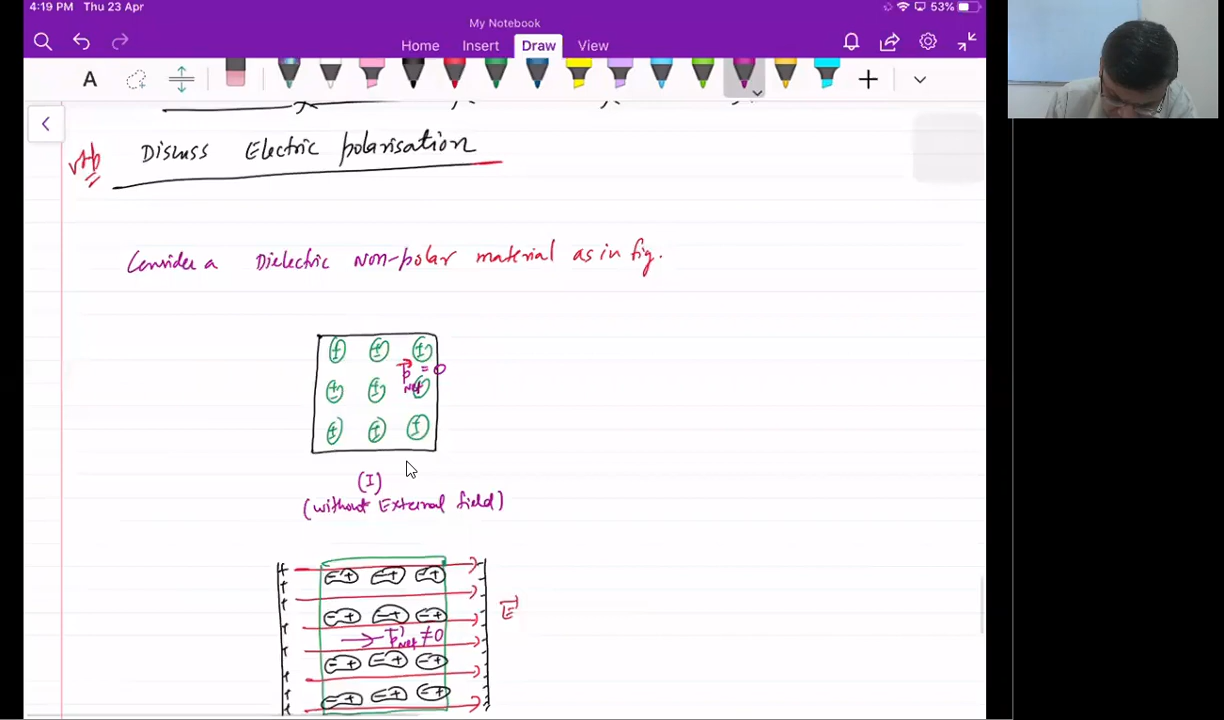 4:19 PM Thu 23 Apr
53%
My Notebook
Home Insert Draw View
A
Discuss Electric polarisation
Consider a Dielectric Non-polar material as in fig.
P⃗ Net = 0
(I)
(without External field)
E⃗
P⃗ Net ≠ 0